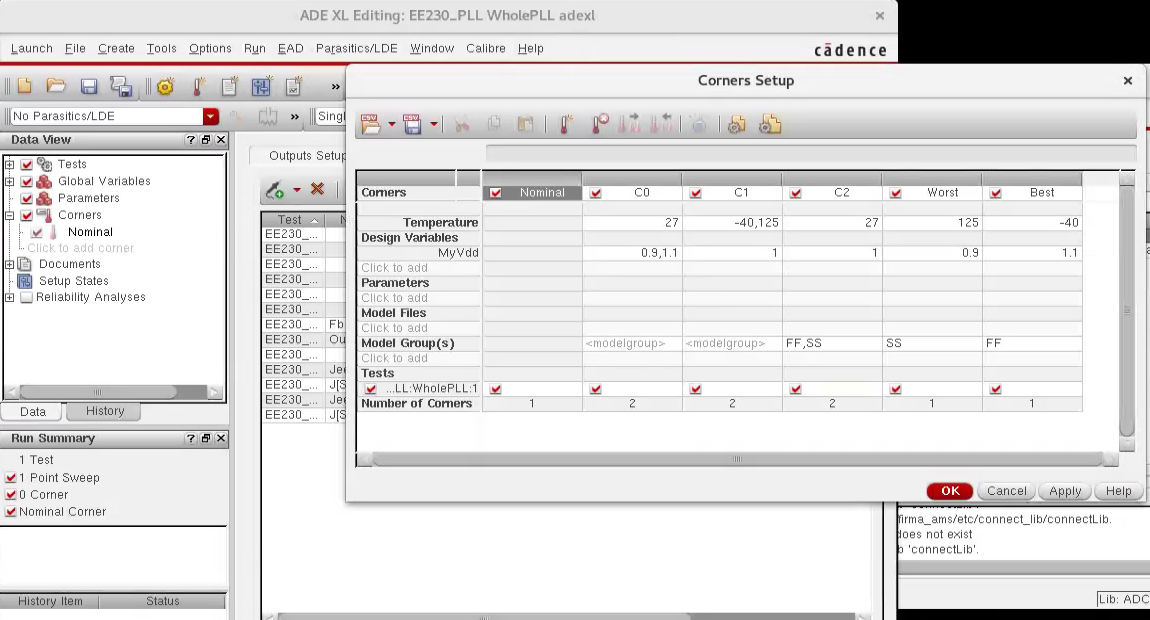 ADE XL Editing: EE230_PLL WholePLL adexl
Launch File Create Tools Options Run EAD Parasitics/LDE Window Calibre Help
cādence
Corners Setup
No Parasitics/LDE
Singl
Data View
Tests
Global Variables
Parameters
Corners
Nominal
Click to add corner
Documents
Setup States
Reliability Analyses
Data History
Run Summary
1 Test
1 Point Sweep
0 Corner
Nominal Corner
History Item Status
Outputs Setup
Test N
EE230_...
EE230_...
EE230_...
EE230_...
EE230_...
EE230_...
EE230_... Fb
EE230_... Ou
EE230_...
EE230_... Jee
EE230_... J[S
EE230_... Jee
EE230_... J[S
Corners Nominal C0 C1 C2 Worst Best
Temperature 27 -40,125 27 125 -40
Design Variables
MyVdd 0.9,1.1 1 1 0.9 1.1
Click to add
Parameters
Click to add
Model Files
Click to add
Model Group(s) <modelgroup> <modelgroup> FF,SS SS FF
Click to add
Tests
...LL:WholePLL:1
Number of Corners 1 2 2 2 1 1
OK Cancel Apply Help
firma_ams/etc/connect_lib/connectLib.
does not exist
b 'connectLib'.
Lib: ADC